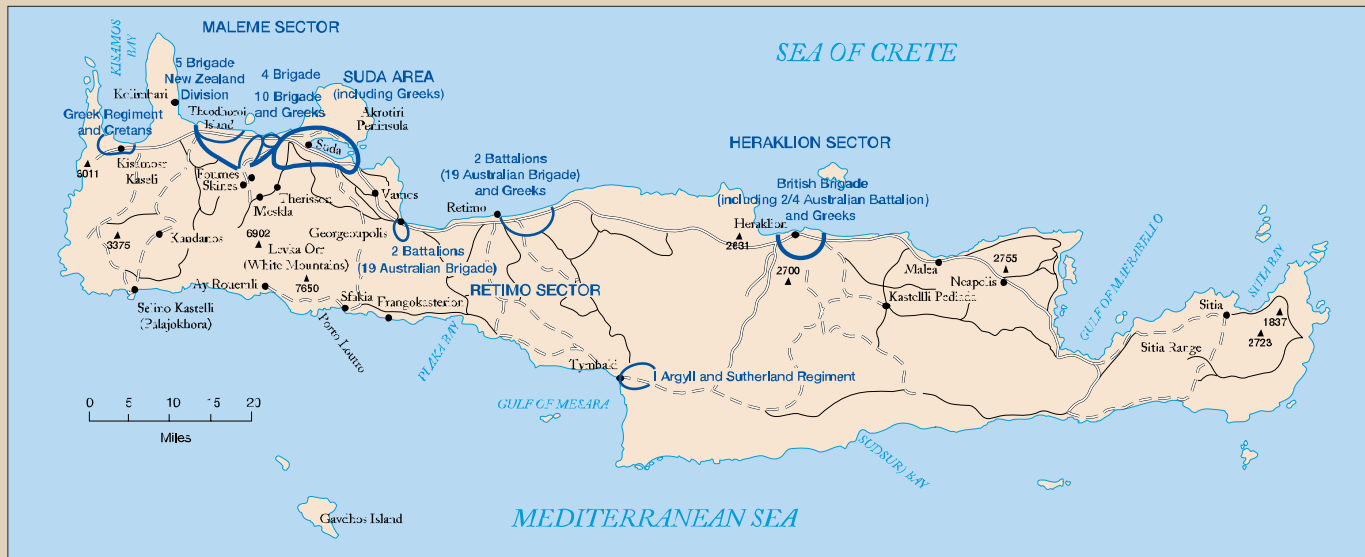 MALEME SECTOR
SEA OF CRETE
KISAMOS
BAY
5 Brigade
New Zealand
Division
4 Brigade
10 Brigade
and Greeks
SUDA AREA
(including Greeks)
Kolimbari
Theodoroi
Island
Akrotiri
Peninsula
Greek Regiment
and Cretans
Suda
HERAKLION SECTOR
Kisamos
Kaseli
6011
Fournes
Skines
Meskla
Therisson
Vamos
2 Battalions
(19 Australian Brigade)
and Greeks
Retimo
British Brigade
(including 2/4 Australian Battalion)
and Greeks
Heraklion
2631
3375
Kandanos
6902
Levka Ori
(White Mountains)
7650
Georgeoupolis
2 Battalions
(19 Australian Brigade)
2700
Malea
2755
Neapolis
GULF OF MAERABELLO
SITIA BAY
Ay Roumeli
Sfakia
Frangokasterion
RETIMO SECTOR
Kastelli Pediada
Sitia
1837
2723
Sitia Range
Selino Kastelli
(Palajokhora)
Porto Loutro
PLAKA BAY
Tymbaki
I Argyll and Sutherland Regiment
GULF OF MESARA
0 5 10 15 20
Miles
SUDSURJ BAY
Gavdhos Island
MEDITERRANEAN SEA